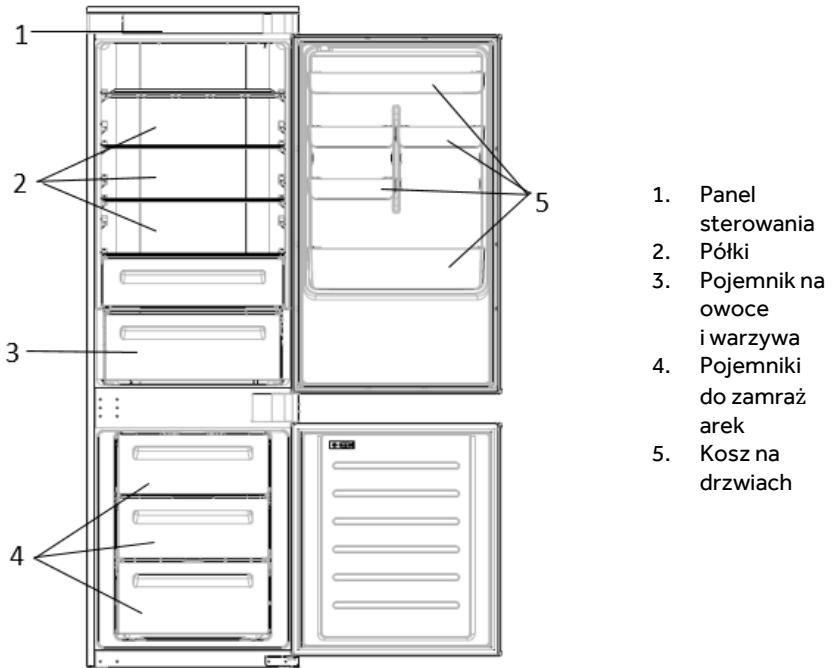 1
2
3
4
5
1. Panel
sterowania
2. Półki
3. Pojemnik na
owoce
i warzywa
4. Pojemniki
do zamraż
arek
5. Kosz na
drzwiach